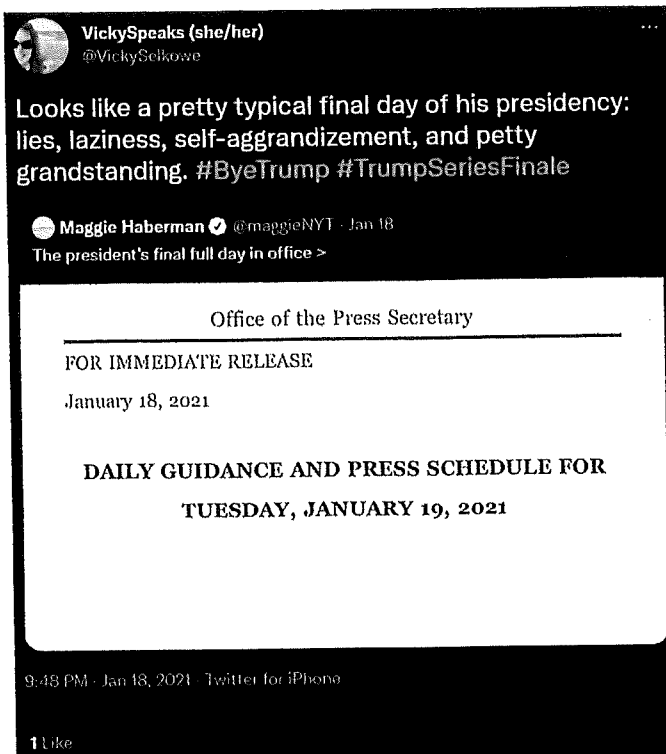 VickySpeaks (she/her)
@VickySelkowe
Looks like a pretty typical final day of his presidency:
lies, laziness, self-aggrandizement, and petty
grandstanding. #ByeTrump #TrumpSeriesFinale
Maggie Haberman @maggieNYT · Jan 18
The president's final full day in office >
Office of the Press Secretary
FOR IMMEDIATE RELEASE
January 18, 2021
DAILY GUIDANCE AND PRESS SCHEDULE FOR
TUESDAY, JANUARY 19, 2021
9:48 PM · Jan 18, 2021 · Twitter for iPhone
1 Like